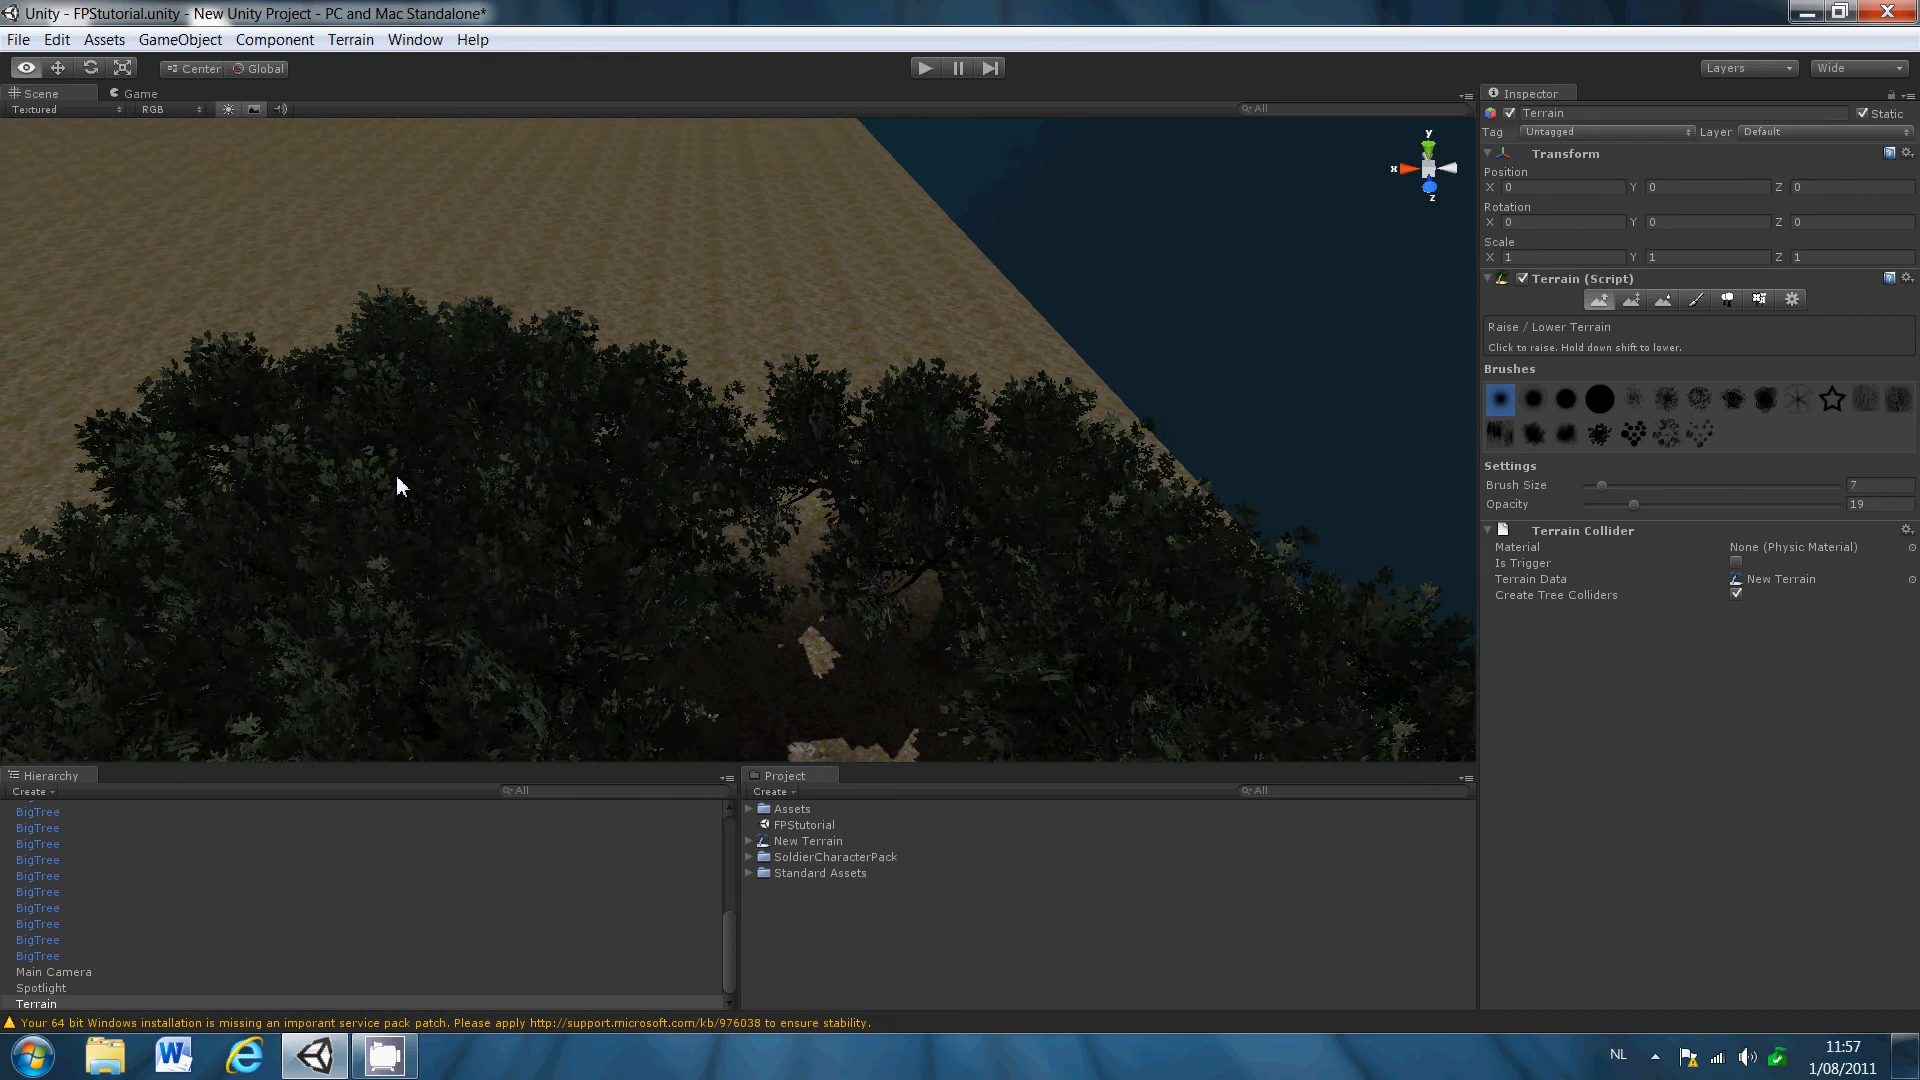 Unity - FPStutorial.unity - New Unity Project - PC and Mac Standalone*
File Edit Assets GameObject Component Terrain Window Help
Center Global
Layers Wide
Scene Game
Textured RGB All
y
x
z
Inspector
Terrain Static
Tag Untagged Layer Default
Transform
Position
X 0 Y 0 Z 0
Rotation
X 0 Y 0 Z 0
Scale
X 1 Y 1 Z 1
Terrain (Script)
Raise / Lower Terrain
Click to raise. Hold down shift to lower.
Brushes
Settings
Brush Size 7
Opacity 19
Terrain Collider
Material None (Physic Material)
Is Trigger
Terrain Data New Terrain
Create Tree Colliders
Hierarchy
Create All
BigTree
BigTree
BigTree
BigTree
BigTree
BigTree
BigTree
BigTree
BigTree
BigTree
Main Camera
Spotlight
Terrain
Project
Create All
Assets
FPStutorial
New Terrain
SoldierCharacterPack
Standard Assets
Your 64 bit Windows installation is missing an imporant service pack patch. Please apply http://support.microsoft.com/kb/976038 to ensure stability.
NL
11:57
1/08/2011